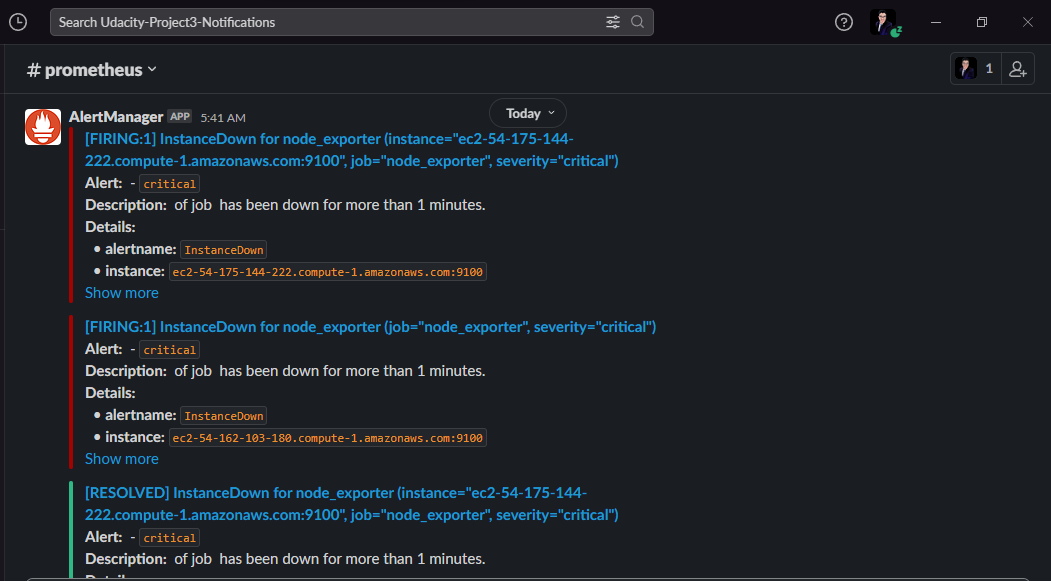 Search Udacity-Project3-Notifications
# prometheus
1
AlertManager APP 5:41 AM
Today
[FIRING:1] InstanceDown for node_exporter (instance="ec2-54-175-144-
222.compute-1.amazonaws.com:9100", job="node_exporter", severity="critical")
Alert: - critical
Description: of job has been down for more than 1 minutes.
Details:
• alertname: InstanceDown
• instance: ec2-54-175-144-222.compute-1.amazonaws.com:9100
Show more
[FIRING:1] InstanceDown for node_exporter (job="node_exporter", severity="critical")
Alert: - critical
Description: of job has been down for more than 1 minutes.
Details:
• alertname: InstanceDown
• instance: ec2-54-162-103-180.compute-1.amazonaws.com:9100
Show more
[RESOLVED] InstanceDown for node_exporter (instance="ec2-54-175-144-
222.compute-1.amazonaws.com:9100", job="node_exporter", severity="critical")
Alert: - critical
Description: of job has been down for more than 1 minutes.